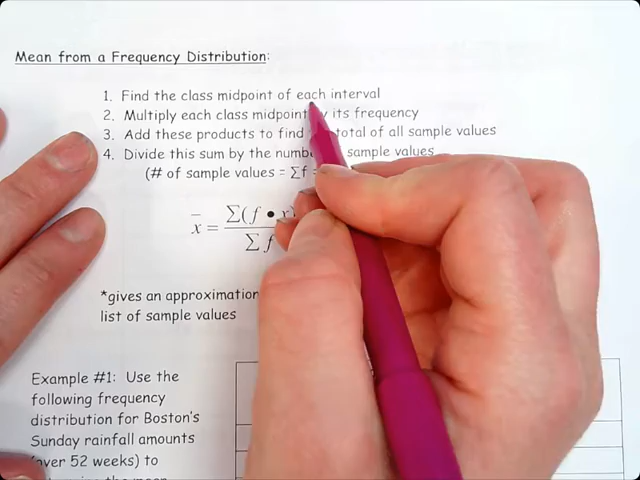 Mean from a Frequency Distribution:
1. Find the class midpoint of each interval
2. Multiply each class midpoint its frequency
3. Add these products to find total of all sample values
4. Divide this sum by the sample values
(# of sample values = ∑f =
x̄ = ∑(f • x) / ∑f
*gives an approximation
list of sample values
Example #1: Use the
following frequency
distribution for Boston's
Sunday rainfall amounts
(over 52 weeks) to